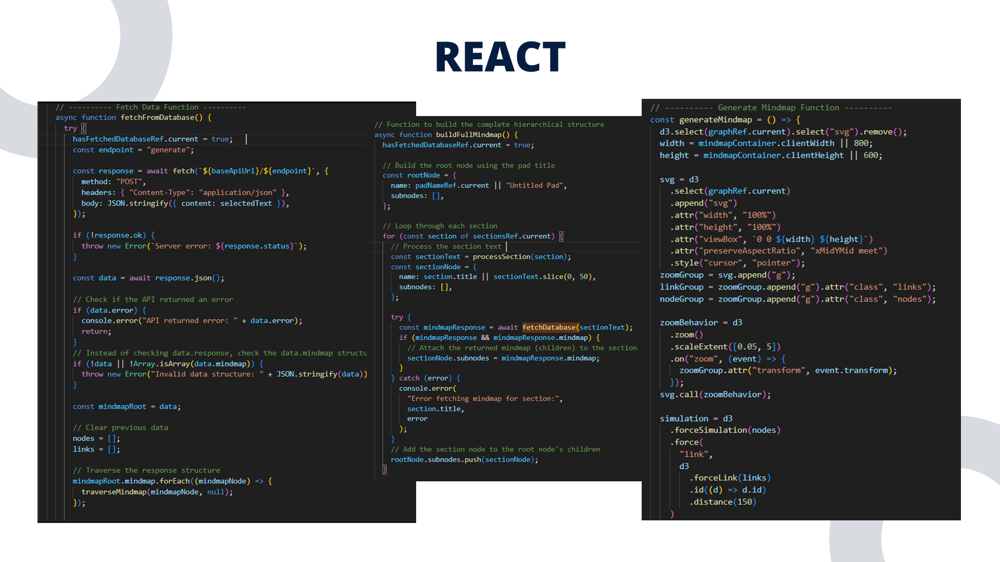 REACT
// ---------- Fetch Data Function ----------
async function fetchFromDatabase() {
try {
hasFetchedDatabaseRef.current = true;
const endpoint = "generate";
const response = await fetch(`${baseApiUrl}/${endpoint}`, {
method: "POST",
headers: { "Content-Type": "application/json" },
body: JSON.stringify({ content: selectedText }),
});
if (!response.ok) {
throw new Error(`Server error: ${response.status}`);
}
const data = await response.json();
// Check if the API returned an error
if (data.error) {
console.error("API returned error: " + data.error);
return;
}
// Instead of checking data.response, check the data.mindmap structu
if (!data || !Array.isArray(data.mindmap)) {
throw new Error("Invalid data structure: " + JSON.stringify(data))
}
const mindmapRoot = data;
// Clear previous data
nodes = [];
links = [];
// Traverse the response structure
mindmapRoot.mindmap.forEach((mindmapNode) => {
traverseMindmap(mindmapNode, null);
});
// Function to build the complete hierarchical structure
async function buildFullMindmap() {
hasFetchedDatabaseRef.current = true;
// Build the root node using the pad title
const rootNode = {
name: padNameRef.current || "Untitled Pad",
subnodes: [],
};
// Loop through each section
for (const section of sectionsRef.current) {
// Process the section text
const sectionText = processSection(section);
const sectionNode = {
name: section.title || sectionText.slice(0, 50),
subnodes: [],
};
try {
const mindmapResponse = await fetchDatabase(sectionText);
if (mindmapResponse && mindmapResponse.mindmap) {
// Attach the returned mindmap (children) to the section
sectionNode.subnodes = mindmapResponse.mindmap;
}
} catch (error) {
console.error(
"Error fetching mindmap for section:",
section.title,
error
);
}
// Add the section node to the root node's children
rootNode.subnodes.push(sectionNode);
}
// ---------- Generate Mindmap Function ----------
const generateMindmap = () => {
d3.select(graphRef.current).select("svg").remove();
width = mindmapContainer.clientWidth || 800;
height = mindmapContainer.clientHeight || 600;
svg = d3
.select(graphRef.current)
.append("svg")
.attr("width", "100%")
.attr("height", "100%")
.attr("viewBox", `0 0 ${width} ${height}`)
.attr("preserveAspectRatio", "xMidYMid meet")
.style("cursor", "pointer");
zoomGroup = svg.append("g");
linkGroup = zoomGroup.append("g").attr("class", "links");
nodeGroup = zoomGroup.append("g").attr("class", "nodes");
zoomBehavior = d3
.zoom()
.scaleExtent([0.05, 5])
.on("zoom", (event) => {
zoomGroup.attr("transform", event.transform);
});
svg.call(zoomBehavior);
simulation = d3
.forceSimulation(nodes)
.force(
"link",
d3
.forceLink(links)
.id((d) => d.id)
.distance(150)
)